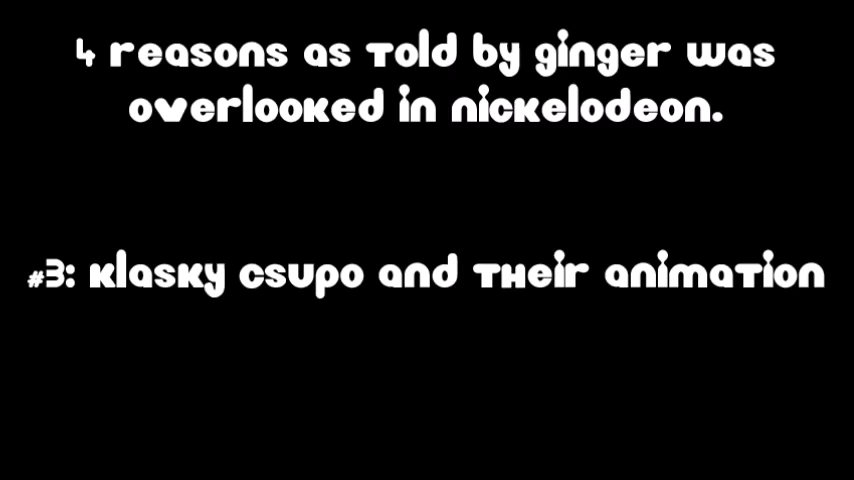 4 reasons as told by ginger was
overlooked in nickelodeon.
#3: klasky csupo and their animation